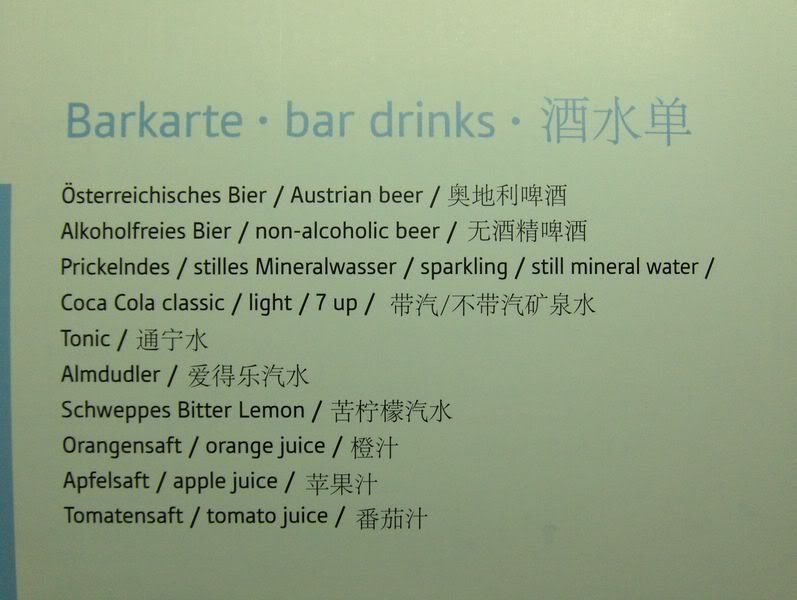 Barkarte · bar drinks · 酒水单
Österreichisches Bier / Austrian beer / 奥地利啤酒
Alkoholfreies Bier / non-alcoholic beer / 无酒精啤酒
Prickelndes / stilles Mineralwasser / sparkling / still mineral water /
Coca Cola classic / light / 7 up / 带汽/不带汽矿泉水
Tonic / 通宁水
Almdudler / 爱得乐汽水
Schweppes Bitter Lemon / 苦柠檬汽水
Orangensaft / orange juice / 橙汁
Apfelsaft / apple juice / 苹果汁
Tomatensaft / tomato juice / 番茄汁